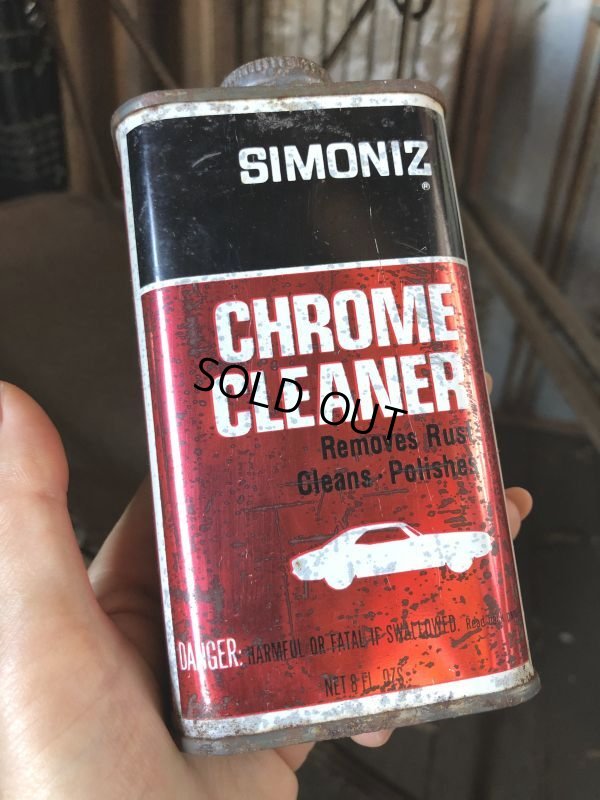 SIMONIZ
®
CHROME
CLEANER
SOLD OUT
Removes Rust
Cleans · Polishes
DANGER: HARMFUL OR FATAL IF SWALLOWED. Read
NET 8 FL. OZS.